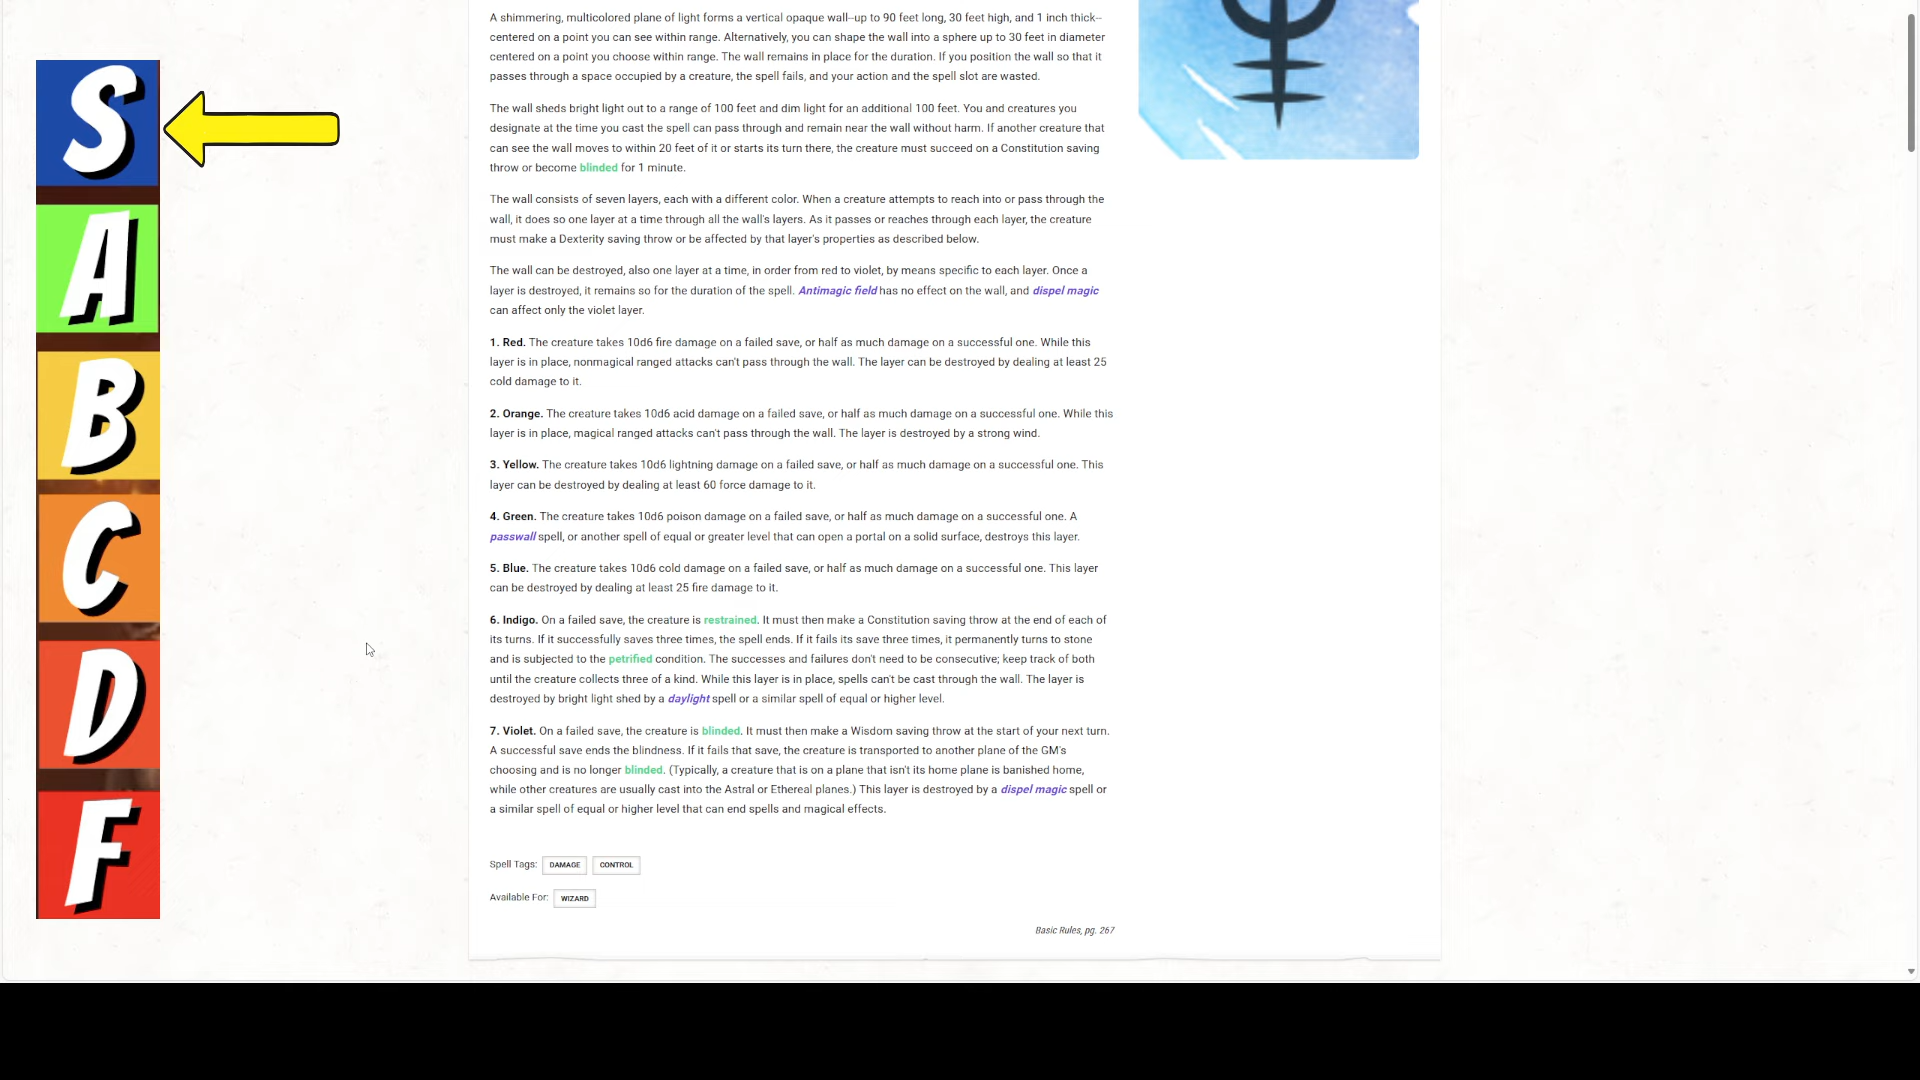 S
A
B
C
D
F
A shimmering, multicolored plane of light forms a vertical opaque wall–up to 90 feet long, 30 feet high, and 1 inch thick–
centered on a point you can see within range. Alternatively, you can shape the wall into a sphere up to 30 feet in diameter
centered on a point you choose within range. The wall remains in place for the duration. If you position the wall so that it
passes through a space occupied by a creature, the spell fails, and your action and the spell slot are wasted.
The wall sheds bright light out to a range of 100 feet and dim light for an additional 100 feet. You and creatures you
designate at the time you cast the spell can pass through and remain near the wall without harm. If another creature that
can see the wall moves to within 20 feet of it or starts its turn there, the creature must succeed on a Constitution saving
throw or become blinded for 1 minute.
The wall consists of seven layers, each with a different color. When a creature attempts to reach into or pass through the
wall, it does so one layer at a time through all the wall's layers. As it passes or reaches through each layer, the creature
must make a Dexterity saving throw or be affected by that layer's properties as described below.
The wall can be destroyed, also one layer at a time, in order from red to violet, by means specific to each layer. Once a
layer is destroyed, it remains so for the duration of the spell. Antimagic field has no effect on the wall, and dispel magic
can affect only the violet layer.
1. Red. The creature takes 10d6 fire damage on a failed save, or half as much damage on a successful one. While this
layer is in place, nonmagical ranged attacks can't pass through the wall. The layer can be destroyed by dealing at least 25
cold damage to it.
2. Orange. The creature takes 10d6 acid damage on a failed save, or half as much damage on a successful one. While this
layer is in place, magical ranged attacks can't pass through the wall. The layer is destroyed by a strong wind.
3. Yellow. The creature takes 10d6 lightning damage on a failed save, or half as much damage on a successful one. This
layer can be destroyed by dealing at least 60 force damage to it.
4. Green. The creature takes 10d6 poison damage on a failed save, or half as much damage on a successful one. A
passwall spell, or another spell of equal or greater level that can open a portal on a solid surface, destroys this layer.
5. Blue. The creature takes 10d6 cold damage on a failed save, or half as much damage on a successful one. This layer
can be destroyed by dealing at least 25 fire damage to it.
6. Indigo. On a failed save, the creature is restrained. It must then make a Constitution saving throw at the end of each of
its turns. If it successfully saves three times, the spell ends. If it fails its save three times, it permanently turns to stone
and is subjected to the petrified condition. The successes and failures don't need to be consecutive; keep track of both
until the creature collects three of a kind. While this layer is in place, spells can't be cast through the wall. The layer is
destroyed by bright light shed by a daylight spell or a similar spell of equal or higher level.
7. Violet. On a failed save, the creature is blinded. It must then make a Wisdom saving throw at the start of your next turn.
A successful save ends the blindness. If it fails that save, the creature is transported to another plane of the GM's
choosing and is no longer blinded. (Typically, a creature that is on a plane that isn't its home plane is banished home,
while other creatures are usually cast into the Astral or Ethereal planes.) This layer is destroyed by a dispel magic spell or
a similar spell of equal or higher level that can end spells and magical effects.
Spell Tags: DAMAGE CONTROL
Available For: WIZARD
Basic Rules, pg. 267